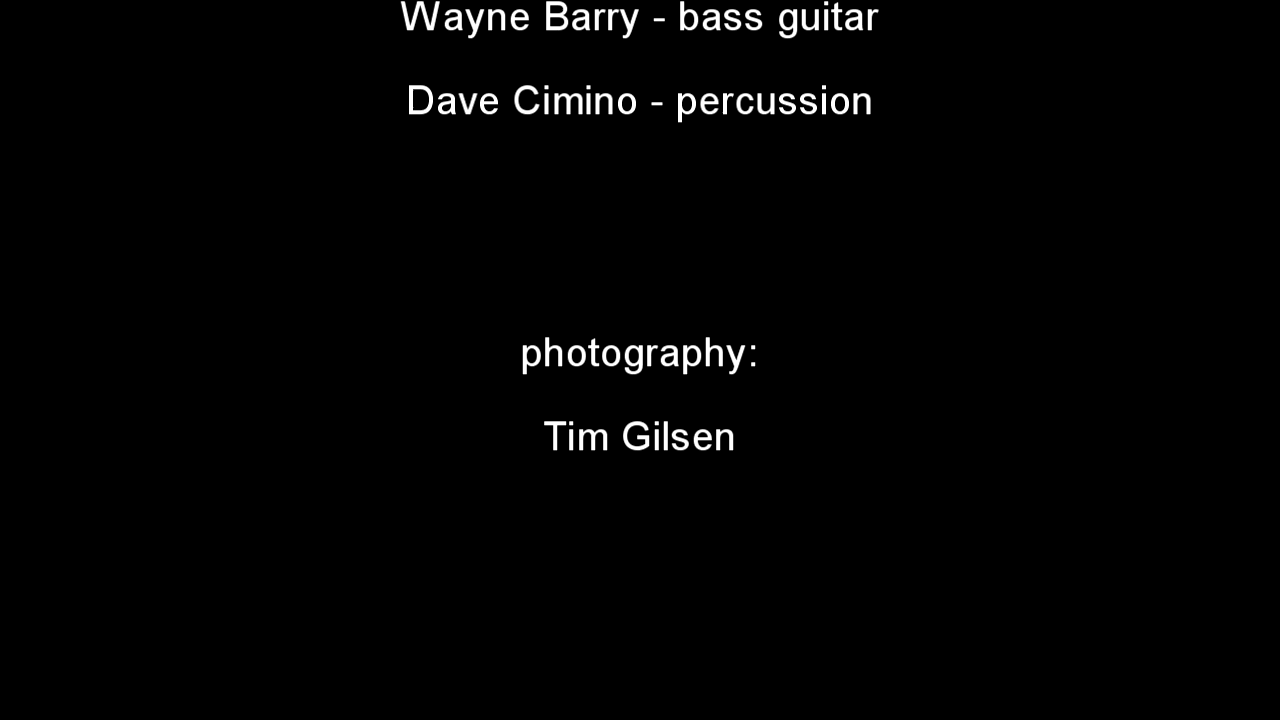 Wayne Barry - bass guitar
Dave Cimino - percussion
photography:
Tim Gilsen